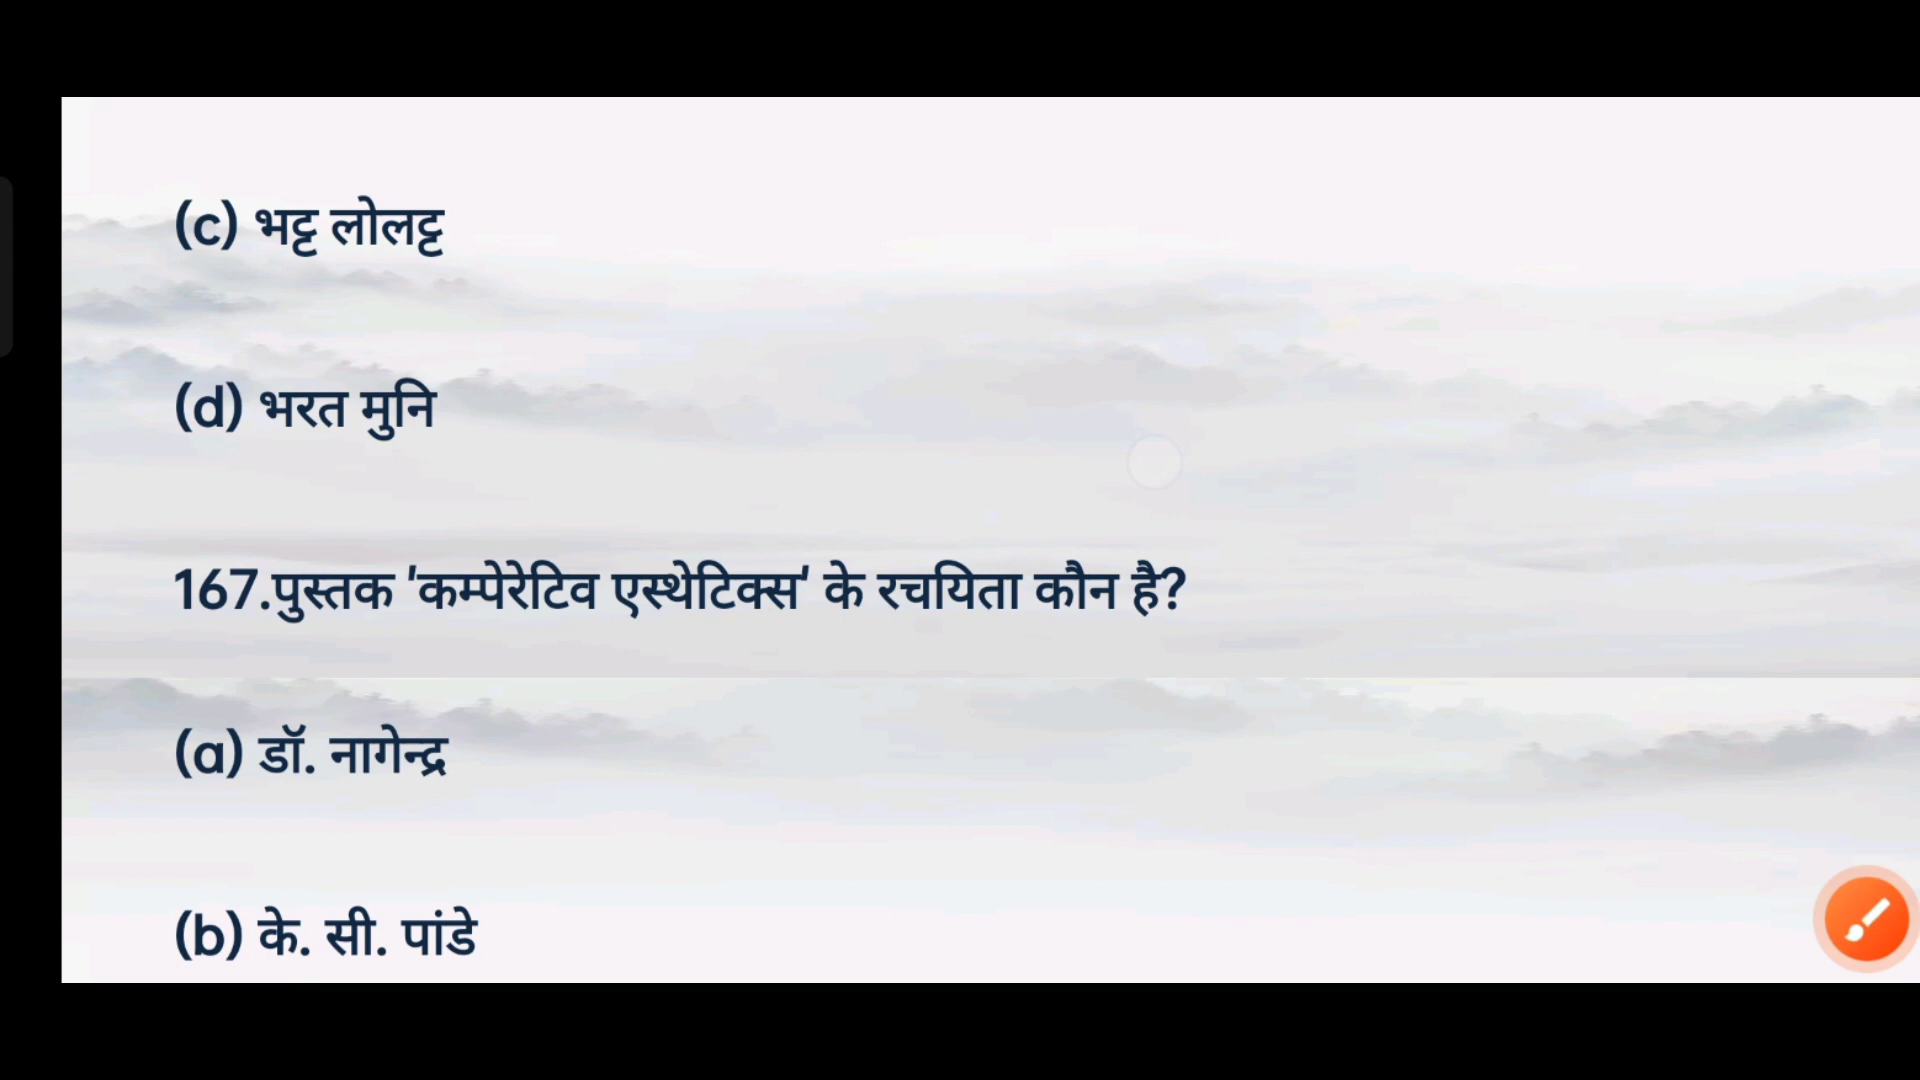 (c) भट्ट लोलट्ट
(d) भरत मुनि
167.पुस्तक 'कम्पेरेटिव एस्थेटिक्स' के रचयिता कौन है?
(a) डॉ. नागेन्द्र
(b) के. सी. पांडे